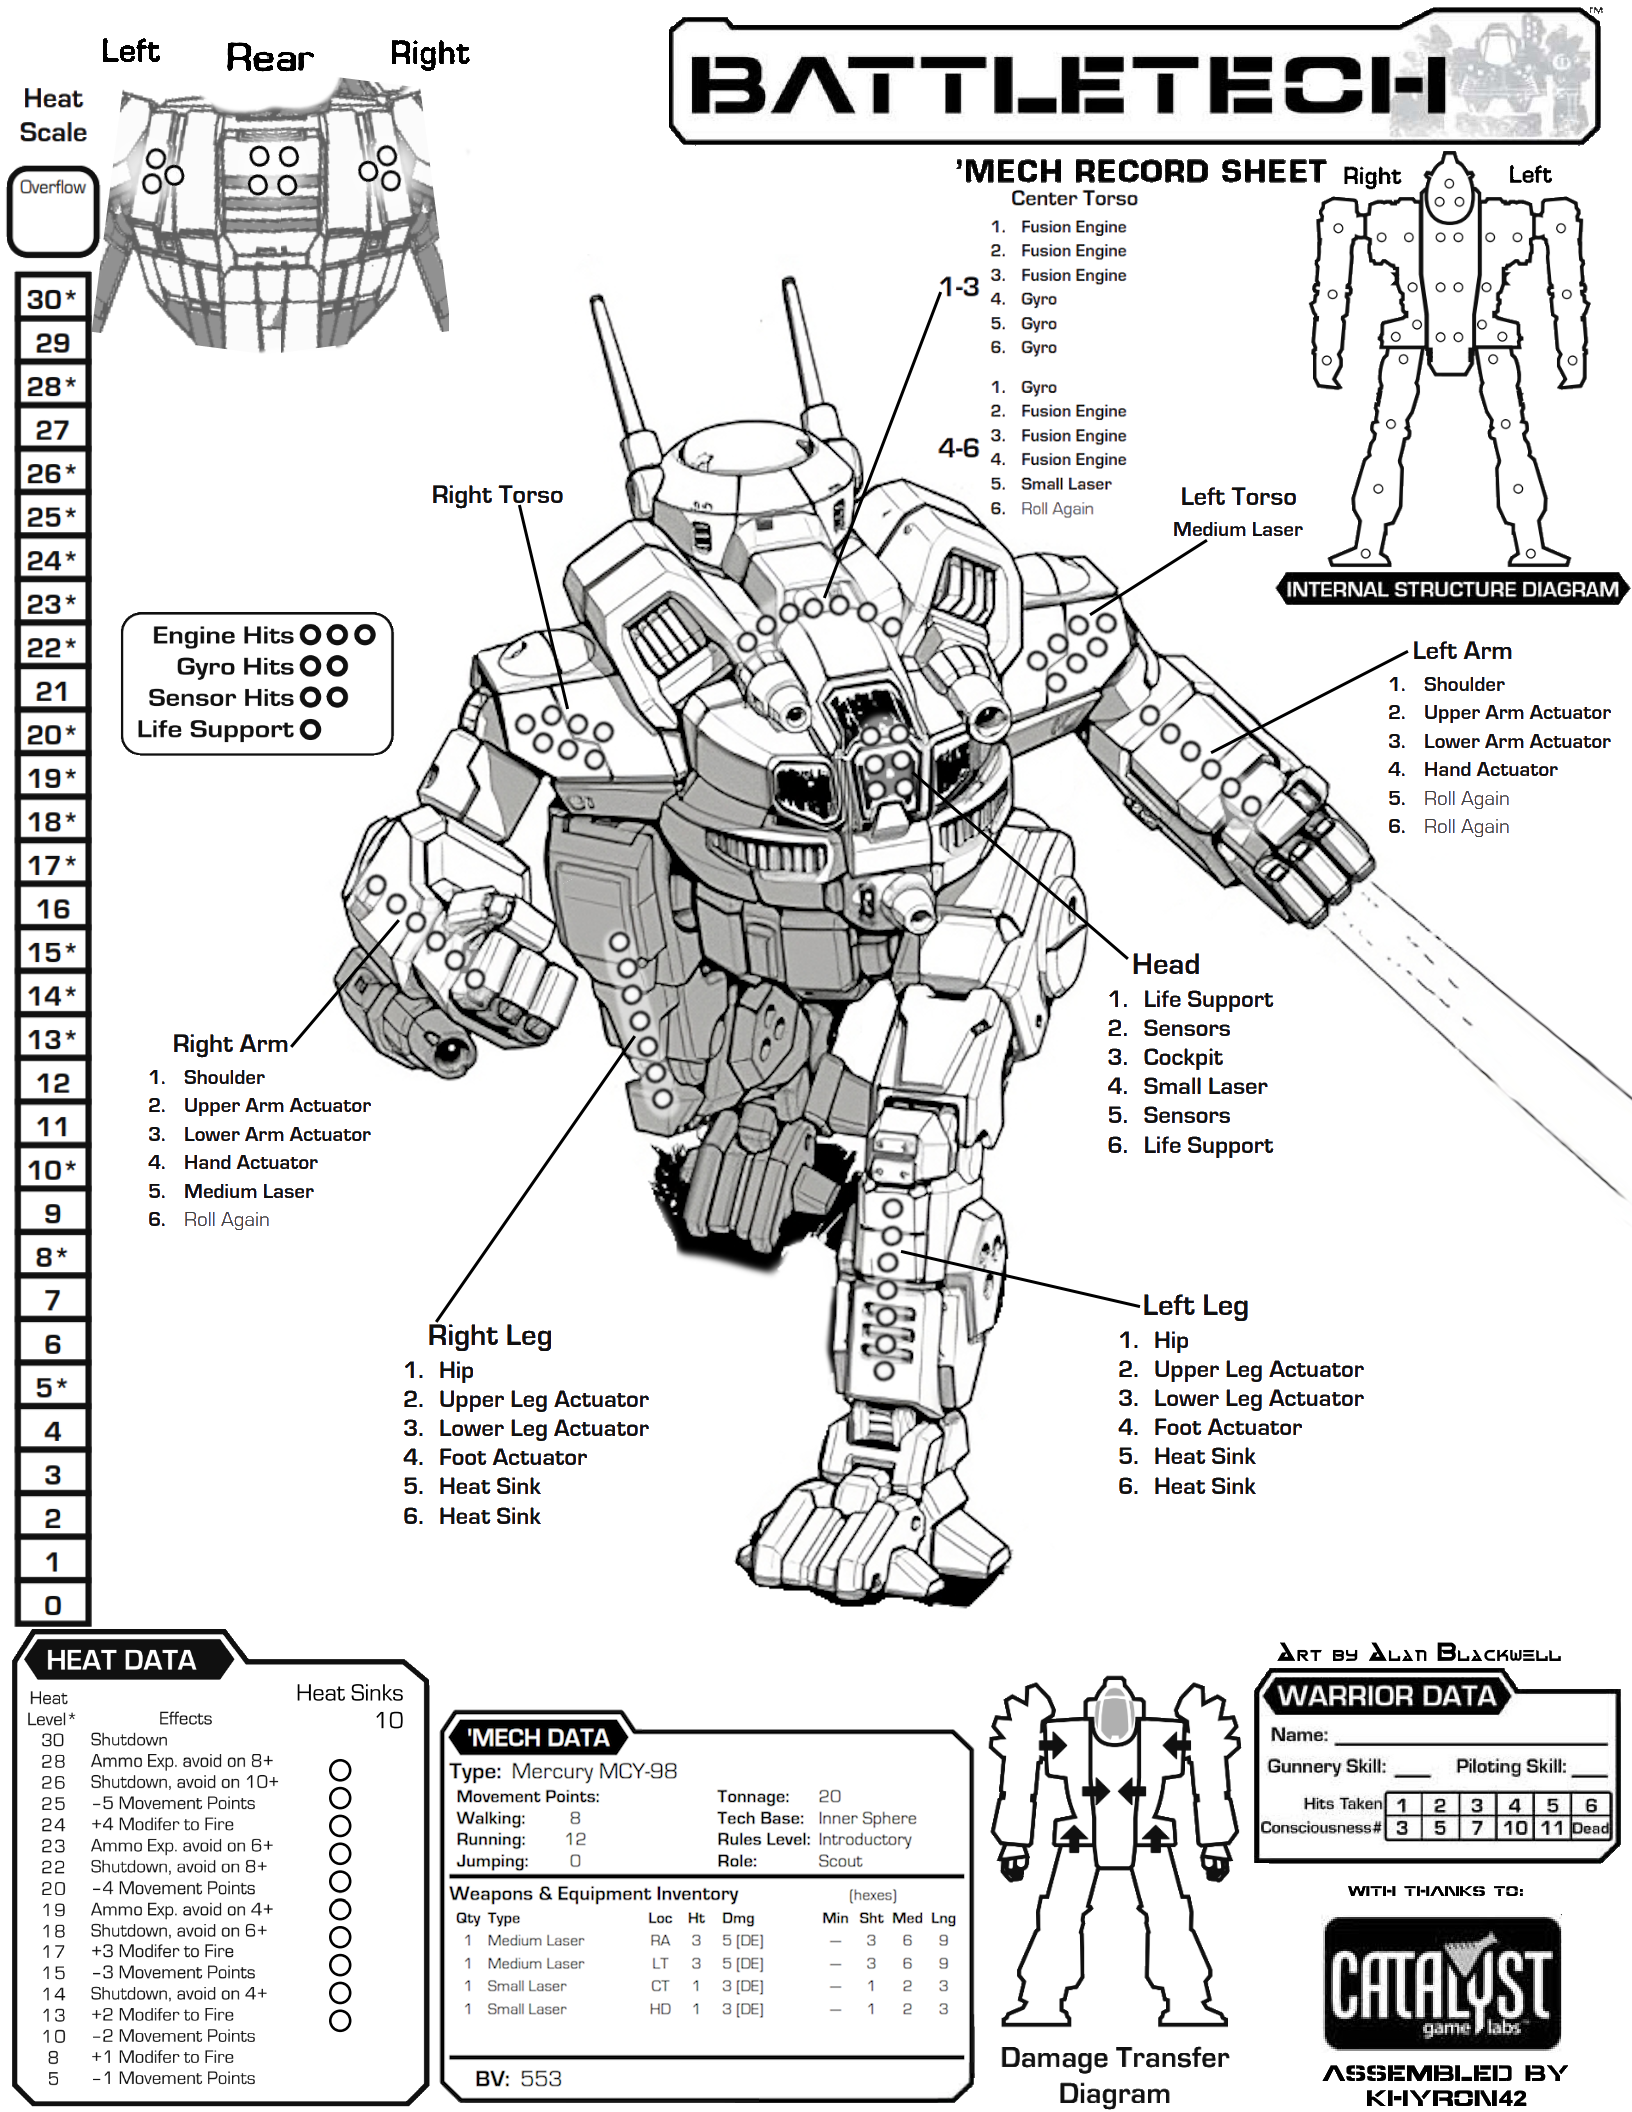 Left Rear Right
Heat
Scale
Overflow
30*
29
28*
27
26*
25*
24*
23*
22*
21
20*
19*
18*
17*
16
15*
14*
13*
12
11
10*
9
8*
7
6
5*
4
3
2
1
0
BATTLETECH
TM
'MECH RECORD SHEET
Center Torso
1-3
1. Fusion Engine
2. Fusion Engine
3. Fusion Engine
4. Gyro
5. Gyro
6. Gyro
4-6
1. Gyro
2. Fusion Engine
3. Fusion Engine
4. Fusion Engine
5. Small Laser
6. Roll Again
Right Left
INTERNAL STRUCTURE DIAGRAM
Right Torso
Left Torso
Medium Laser
Engine Hits
Gyro Hits
Sensor Hits
Life Support
Left Arm
1. Shoulder
2. Upper Arm Actuator
3. Lower Arm Actuator
4. Hand Actuator
5. Roll Again
6. Roll Again
Head
1. Life Support
2. Sensors
3. Cockpit
4. Small Laser
5. Sensors
6. Life Support
Right Arm
1. Shoulder
2. Upper Arm Actuator
3. Lower Arm Actuator
4. Hand Actuator
5. Medium Laser
6. Roll Again
Right Leg
1. Hip
2. Upper Leg Actuator
3. Lower Leg Actuator
4. Foot Actuator
5. Heat Sink
6. Heat Sink
Left Leg
1. Hip
2. Upper Leg Actuator
3. Lower Leg Actuator
4. Foot Actuator
5. Heat Sink
6. Heat Sink
HEAT DATA
Heat Level* Effects
Heat Sinks
10
30 Shutdown
28 Ammo Exp. avoid on 8+
26 Shutdown, avoid on 10+
25 -5 Movement Points
24 +4 Modifer to Fire
23 Ammo Exp. avoid on 6+
22 Shutdown, avoid on 8+
20 -4 Movement Points
19 Ammo Exp. avoid on 4+
18 Shutdown, avoid on 6+
17 +3 Modifer to Fire
15 -3 Movement Points
14 Shutdown, avoid on 4+
13 +2 Modifer to Fire
10 -2 Movement Points
8 +1 Modifer to Fire
5 -1 Movement Points
'MECH DATA
Type: Mercury MCY-98
Movement Points: Tonnage: 20
Walking: 8 Tech Base: Inner Sphere
Running: 12 Rules Level: Introductory
Jumping: 0 Role: Scout
Weapons & Equipment Inventory (hexes)
Qty Type Loc Ht Dmg Min Sht Med Lng
1 Medium Laser RA 3 5 [DE] – 3 6 9
1 Medium Laser LT 3 5 [DE] – 3 6 9
1 Small Laser CT 1 3 [DE] – 1 2 3
1 Small Laser HD 1 3 [DE] – 1 2 3
BV: 553
Damage Transfer
Diagram
Art by Alan Blackwell
WARRIOR DATA
Name:
Gunnery Skill: Piloting Skill:
Hits Taken 1 2 3 4 5 6
Consciousness# 3 5 7 10 11 Dead
WITH THANKS TO:
CATALYST
game labs
ASSEMBLED BY
KHYRON42